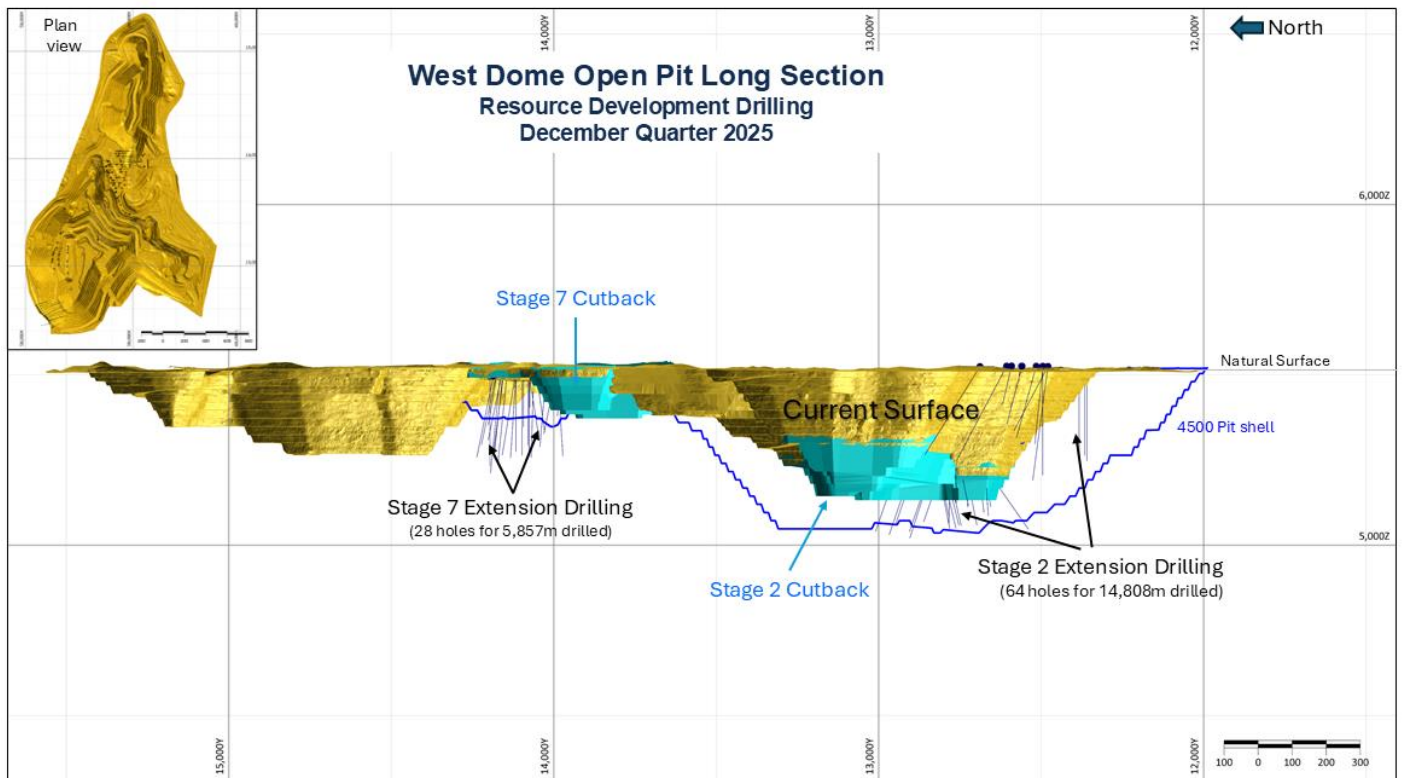 Plan
view
14,000Y
13,000Y
12,000Y
North
West Dome Open Pit Long Section
Resource Development Drilling
December Quarter 2025
6,000Z
Stage 7 Cutback
Natural Surface
Current Surface
4500 Pit shell
Stage 7 Extension Drilling
(28 holes for 5,857m drilled)
5,000Z
Stage 2 Extension Drilling
(64 holes for 14,808m drilled)
Stage 2 Cutback
15,000Y
14,000Y
13,000Y
12,000Y
100 0 100 200 300